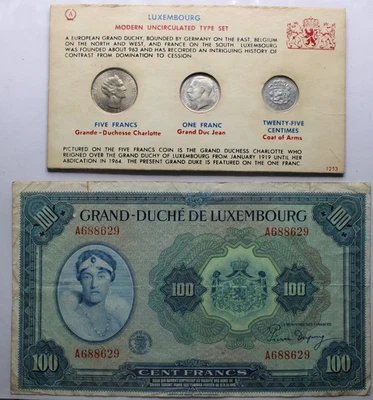 A
LUXEMBOURG
MODERN UNCIRCULATED TYPE SET
A EUROPEAN GRAND DUCHY, BOUNDED BY GERMANY ON THE EAST, BELGIUM
ON THE NORTH AND WEST, AND FRANCE ON THE SOUTH. LUXEMBOURG
WAS FOUNDED ABOUT 963 AND HAS RECORDED AN INTRIGUING HISTORY OF
CONTRAST FROM DOMINATION TO CESSION.
FIVE FRANCS
Grande-Duchesse Charlotte
ONE FRANC
Grand Duc Jean
TWENTY-FIVE
CENTIMES
Coat of Arms
PICTURED ON THE FIVE FRANCS COIN IS THE GRAND DUCHESS CHARLOTTE WHO
REIGNED OVER THE GRAND DUCHY OF LUXEMBOURG FROM JANUARY 1919 UNTIL HER
ABDICATION IN 1964. THE PRESENT GRAND DUKE IS FEATURED ON THE ONE FRANC.
1253
100
GRAND-DUCHÉ DE LUXEMBOURG
100
A688629
A688629
100
100
100
A688629
A688629
100
CENT FRANCS